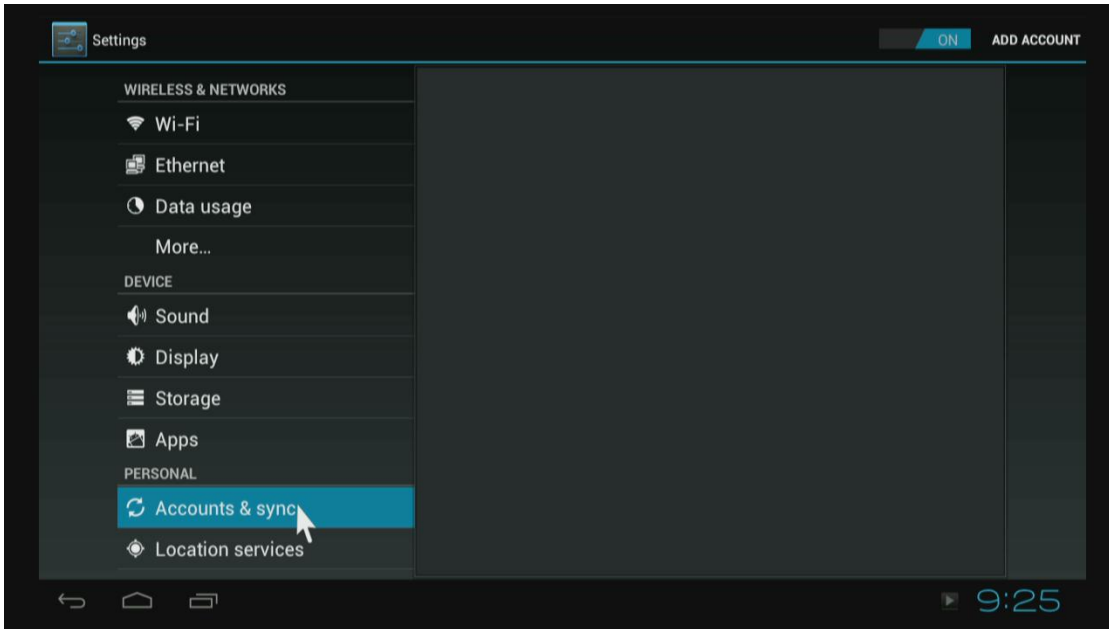 Settings
ON ADD ACCOUNT
WIRELESS & NETWORKS
Wi-Fi
Ethernet
Data usage
More...
DEVICE
Sound
Display
Storage
Apps
PERSONAL
Accounts & sync
Location services
9:25